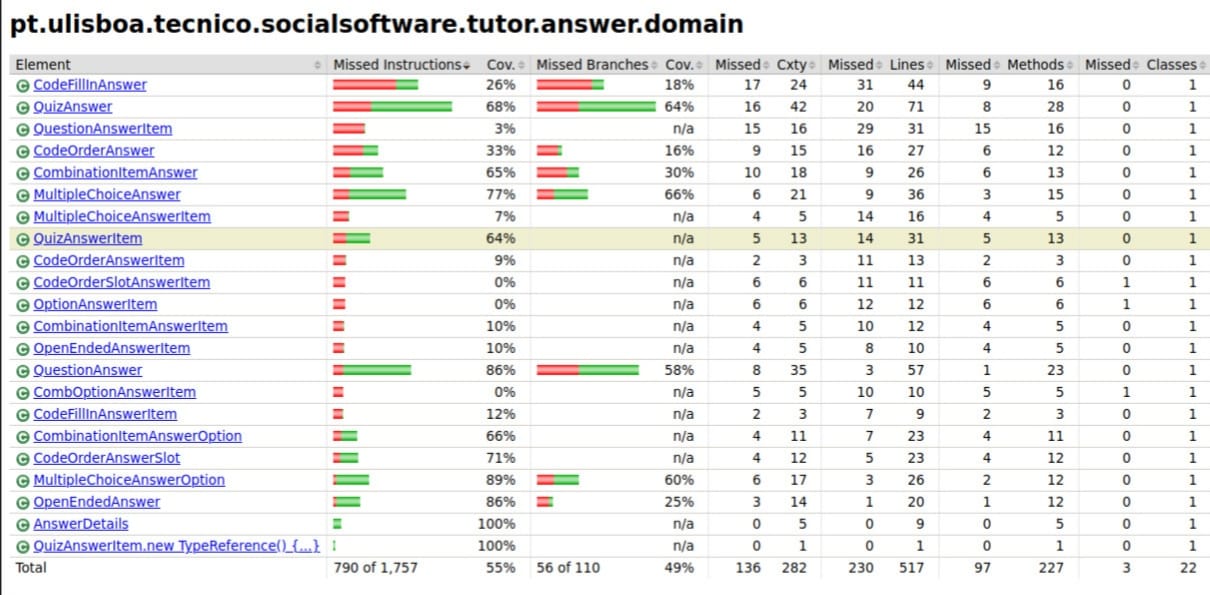 pt.ulisboa.tecnico.socialsoftware.tutor.answer.domain
Element Missed Instructions Cov. Missed Branches Cov. Missed Cxty Missed Lines Missed Methods Missed Classes
CodeFillInAnswer 26% 18% 17 24 31 44 9 16 0 1
QuizAnswer 68% 64% 16 42 20 71 8 28 0 1
QuestionAnswerItem 3% n/a 15 16 29 31 15 16 0 1
CodeOrderAnswer 33% 16% 9 15 16 27 6 12 0 1
CombinationItemAnswer 65% 30% 10 18 9 26 6 13 0 1
MultipleChoiceAnswer 77% 66% 6 21 9 36 3 15 0 1
MultipleChoiceAnswerItem 7% n/a 4 5 14 16 4 5 0 1
QuizAnswerItem 64% n/a 5 13 14 31 5 13 0 1
CodeOrderAnswerItem 9% n/a 2 3 11 13 2 3 0 1
CodeOrderSlotAnswerItem 0% n/a 6 6 11 11 6 6 1 1
OptionAnswerItem 0% n/a 6 6 12 12 6 6 1 1
CombinationItemAnswerItem 10% n/a 4 5 10 12 4 5 0 1
OpenEndedAnswerItem 10% n/a 4 5 8 10 4 5 0 1
QuestionAnswer 86% 58% 8 35 3 57 1 23 0 1
CombOptionAnswerItem 0% n/a 5 5 10 10 5 5 1 1
CodeFillInAnswerItem 12% n/a 2 3 7 9 2 3 0 1
CombinationItemAnswerOption 66% n/a 4 11 7 23 4 11 0 1
CodeOrderAnswerSlot 71% n/a 4 12 5 23 4 12 0 1
MultipleChoiceAnswerOption 89% 60% 6 17 3 26 2 12 0 1
OpenEndedAnswer 86% 25% 3 14 1 20 1 12 0 1
AnswerDetails 100% n/a 0 5 0 9 0 5 0 1
QuizAnswerItem.new TypeReference() {...} 100% n/a 0 1 0 1 0 1 0 1
Total 790 of 1,757 55% 56 of 110 49% 136 282 230 517 97 227 3 22